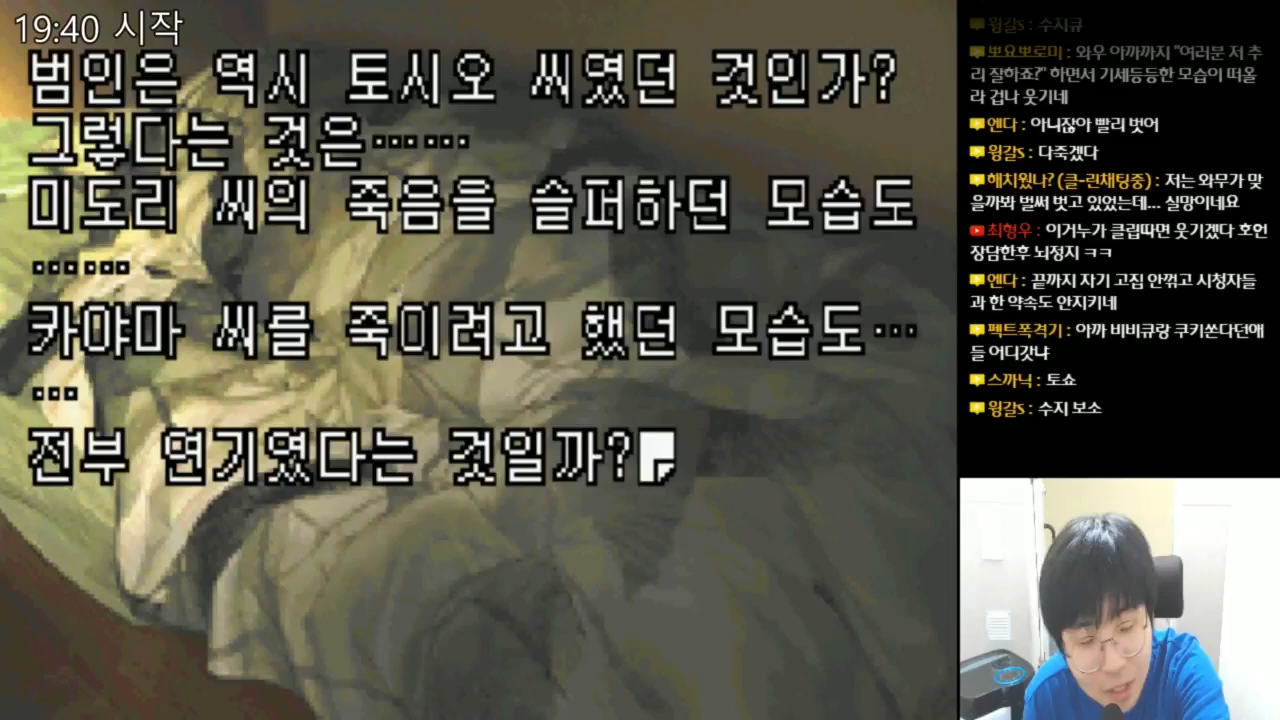 19:40 시작
범인은 역시 토시오 씨였던 것인가?
그렇다는 것은……
미도리 씨의 죽음을 슬퍼하던 모습도
……
카야마 씨를 죽이려고 했던 모습도…
…
전부 연기였다는 것일까?
윙갈s : 수지큐
뽀요뽀로미 : 와우 아까까지 "여러분 저 추
리 잘하죠?" 하면서 기세등등한 모습이 떠올
라 겁나 웃기네
엔다 : 아니잖아 빨리 벗어
윙갈s : 다죽겠다
해치웠나? (클-린채팅중) : 저는 와무가 맞
을까봐 벌써 벗고 있었는데... 실망이네요
최형우 : 이거누가 클립따면 웃기겠다 호언
장담한후 뇌정지 ㅋㅋ
엔다 : 끝까지 자기 고집 안꺾고 시청자들
과 한 약속도 안지키네
팩트폭격기 : 아까 비비큐랑 쿠키쏜다던애
들 어디갓냐
스까닉 : 토쇼
윙갈s : 수지 보소